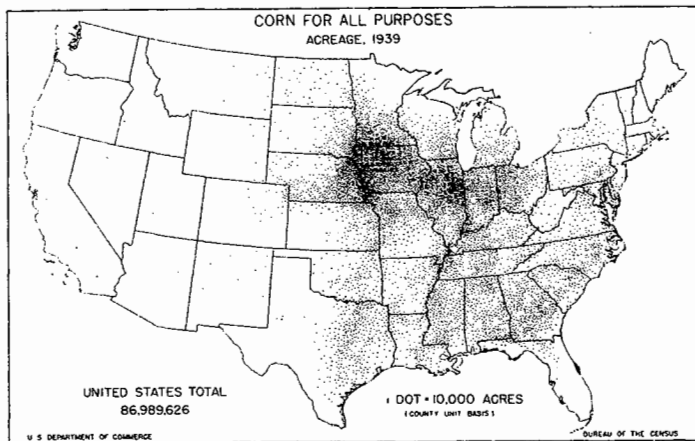 CORN FOR ALL PURPOSES
ACREAGE, 1939
UNITED STATES TOTAL
86,989,626
1 DOT = 10,000 ACRES
(COUNTY UNIT BASIS)
U S DEPARTMENT OF COMMERCE
BUREAU OF THE CENSUS